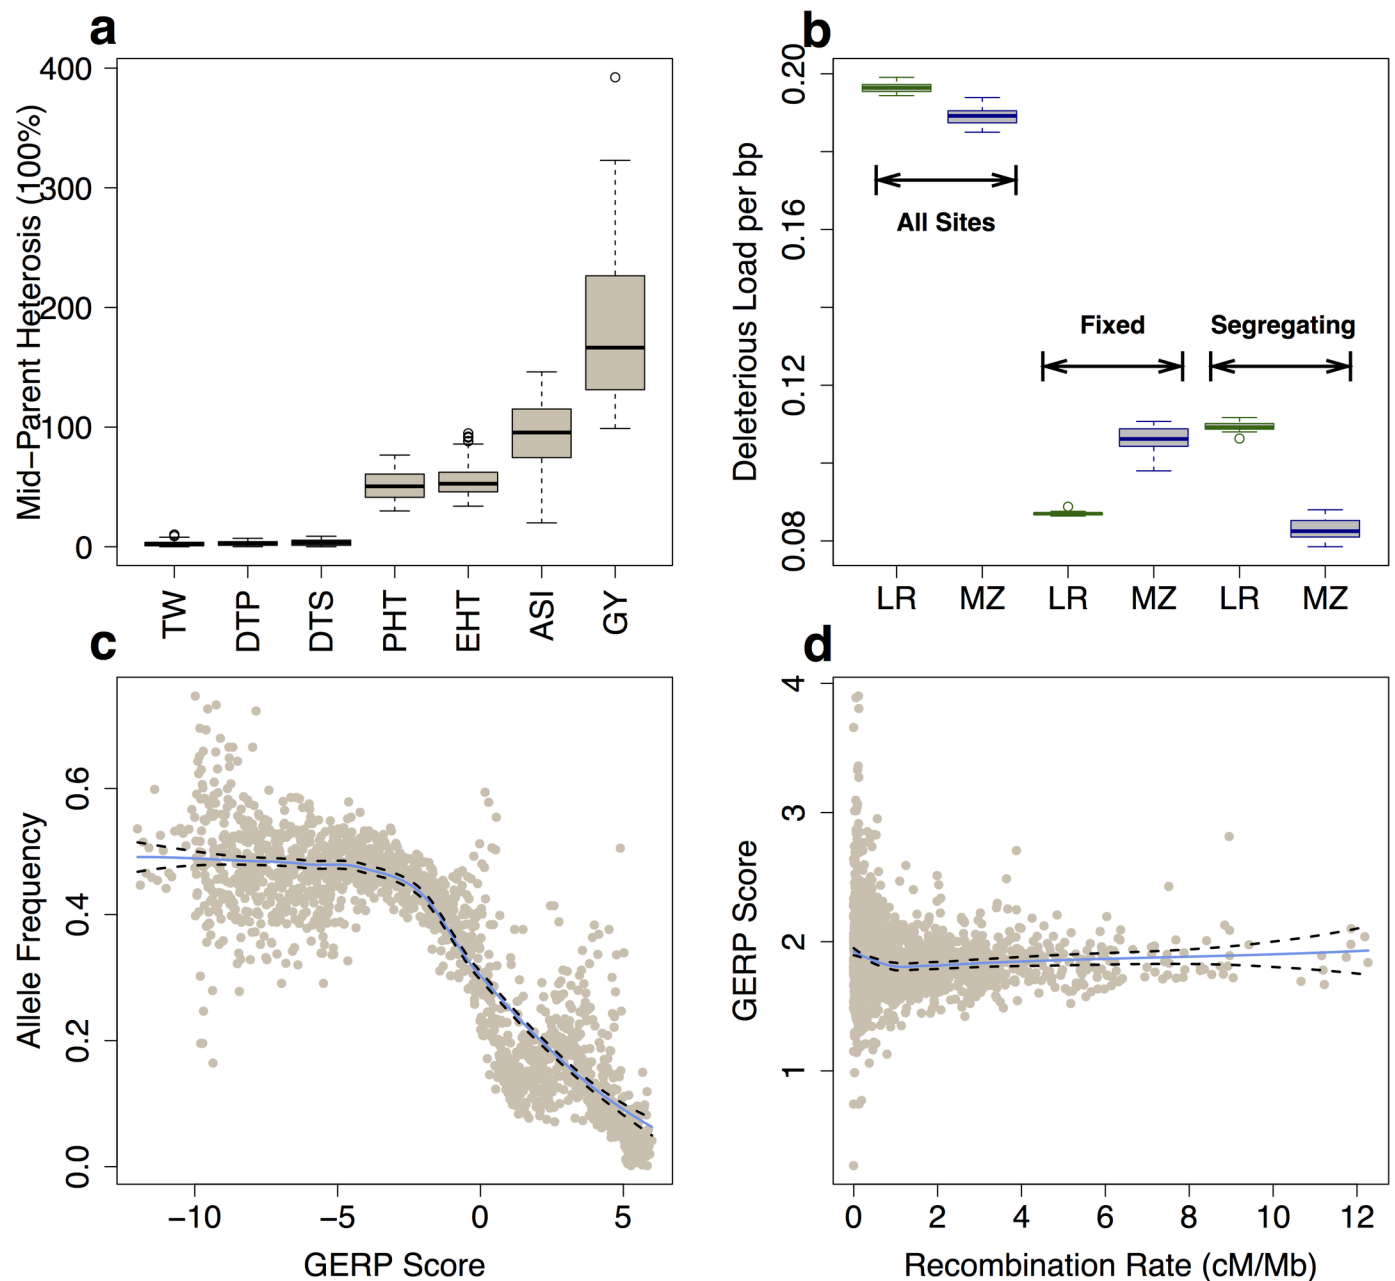 a
Mid−Parent Heterosis (100%)
400
300
200
100
0
TW
DTP
DTS
PHT
EHT
ASI
GY
b
Deleterious Load per bp
0.20
0.16
0.12
0.08
All Sites
Fixed
Segregating
LR
MZ
LR
MZ
LR
MZ
c
Allele Frequency
0.6
0.4
0.2
0.0
−10
−5
0
5
GERP Score
d
GERP Score
4
3
2
1
0
2
4
6
8
10
12
Recombination Rate (cM/Mb)